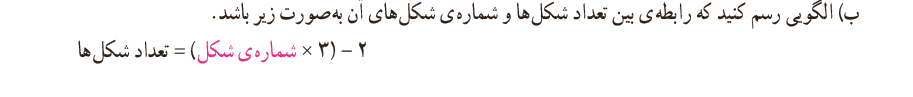 ب) الگویی رسم کنید که رابطه‌ی بین تعداد شکل‌ها و شماره‌ی شکل‌های آن به‌صورت زیر باشد.
تعداد شکل‌ها = (شماره‌ی شکل × ۳) − ۲